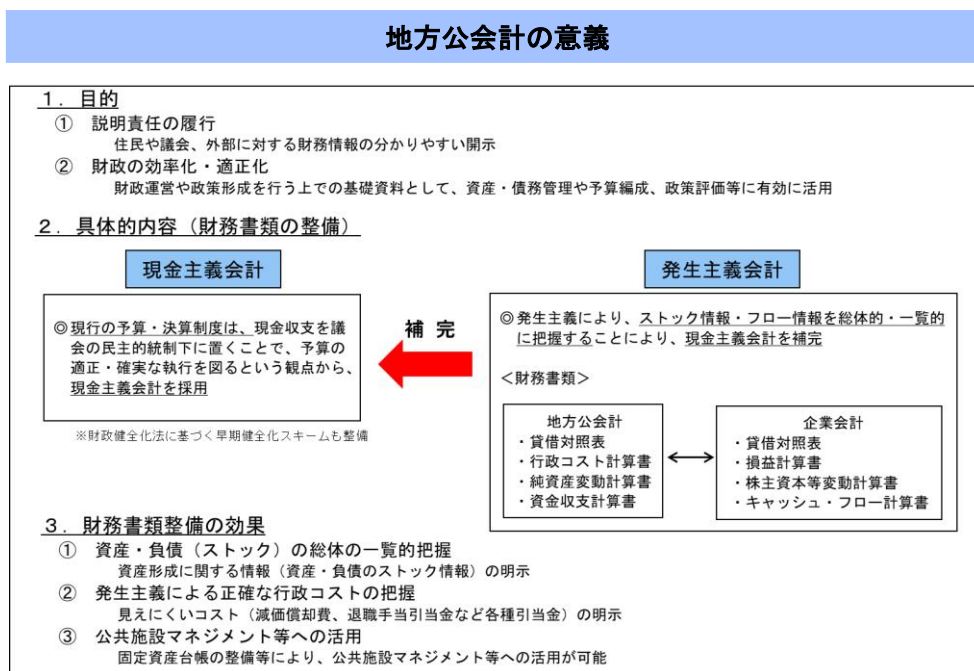 地方公会計の意義
１．目的
① 説明責任の履行
住民や議会、外部に対する財務情報の分かりやすい開示
② 財政の効率化・適正化
財政運営や政策形成を行う上での基礎資料として、資産・債務管理や予算編成、政策評価等に有効に活用
２．具体的内容（財務書類の整備）
現金主義会計
◎現行の予算・決算制度は、現金収支を議
会の民主的統制下に置くことで、予算の
適正・確実な執行を図るという観点から、
現金主義会計を採用
※財政健全化法に基づく早期健全化スキームも整備
補 完
発生主義会計
◎発生主義により、ストック情報・フロー情報を総体的・一覧的
に把握することにより、現金主義会計を補完
＜財務書類＞
地方公会計
・貸借対照表
・行政コスト計算書
・純資産変動計算書
・資金収支計算書
企業会計
・貸借対照表
・損益計算書
・株主資本等変動計算書
・キャッシュ・フロー計算書
３．財務書類整備の効果
① 資産・負債（ストック）の総体の一覧的把握
資産形成に関する情報（資産・負債のストック情報）の明示
② 発生主義による正確な行政コストの把握
見えにくいコスト（減価償却費、退職手当引当金など各種引当金）の明示
③ 公共施設マネジメント等への活用
固定資産台帳の整備等により、公共施設マネジメント等への活用が可能